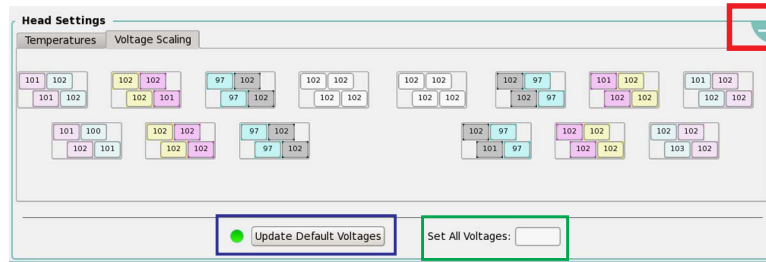 Head Settings
Temperatures Voltage Scaling
101 102 102 102 97 102 102 102 102 102 102 97 101 102 101 102
101 102 102 101 97 102 102 102 102 102 102 97 102 102 102 102
101 100 102 102 97 102 102 97 102 102 102 102
102 101 102 102 97 102 101 97 102 102 103 102
Update Default Voltages Set All Voltages: